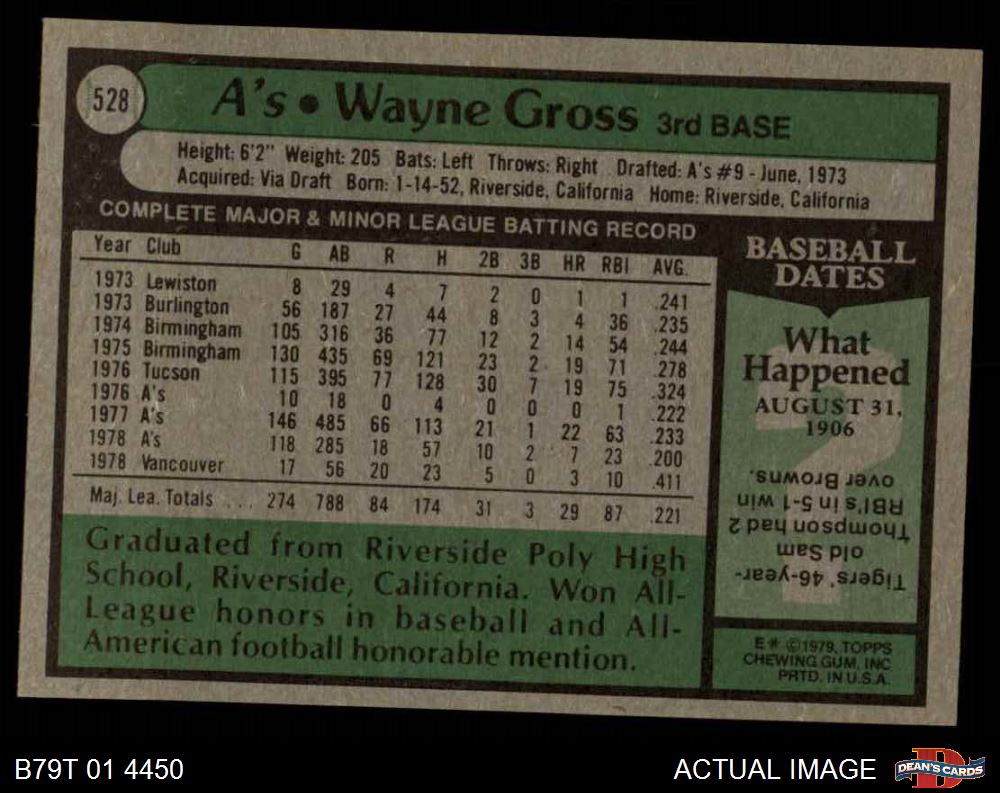 528
A's • Wayne Gross 3rd BASE
Height: 6'2" Weight: 205 Bats: Left Throws: Right Drafted: A's #9 - June, 1973
Acquired: Via Draft Born: 1-14-52, Riverside, California Home: Riverside, California
COMPLETE MAJOR & MINOR LEAGUE BATTING RECORD
Year Club G AB R H 2B 3B HR RBI AVG.
1973 Lewiston 8 29 4 7 2 0 1 1 .241
1973 Burlington 56 187 27 44 8 3 4 36 .235
1974 Birmingham 105 316 36 77 12 2 14 54 .244
1975 Birmingham 130 435 69 121 23 2 19 71 .278
1976 Tucson 115 395 77 128 30 7 19 75 .324
1976 A's 10 18 0 4 0 0 0 1 .222
1977 A's 146 485 66 113 21 1 22 63 .233
1978 A's 118 285 18 57 10 2 7 23 .200
1978 Vancouver 17 56 20 23 5 0 3 10 .411
Maj. Lea. Totals ... 274 788 84 174 31 3 29 87 .221
Graduated from Riverside Poly High
School, Riverside, California. Won All-
League honors in baseball and All-
American football honorable mention.
BASEBALL
DATES
What
Happened
AUGUST 31,
1906
Tigers' 46-year-
old Sam
Thompson had 2
RBI's in 5-1 win
over Browns.
E# ©1979, TOPPS
CHEWING GUM, INC
PRTD. IN U.S.A.
B79T 01 4450
ACTUAL IMAGE
DEAN'S CARDS